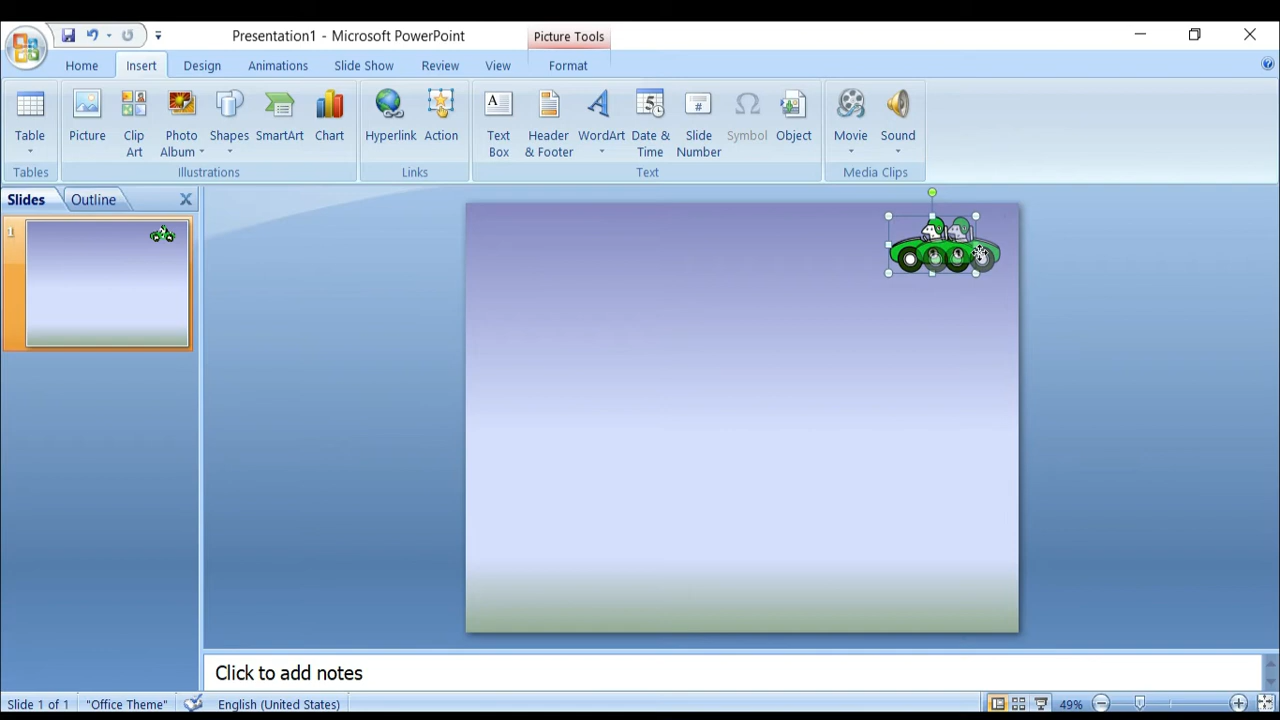 Presentation1 - Microsoft PowerPoint
Picture Tools
Home
Insert
Design
Animations
Slide Show
Review
View
Format
Table
Picture
Clip
Art
Photo
Album
Shapes
SmartArt
Chart
Hyperlink
Action
Text
Box
Header
& Footer
WordArt
Date &
Time
Slide
Number
Symbol
Object
Movie
Sound
Tables
Illustrations
Links
Text
Media Clips
Slides
Outline
1
Click to add notes
Slide 1 of 1
"Office Theme"
English (United States)
49%